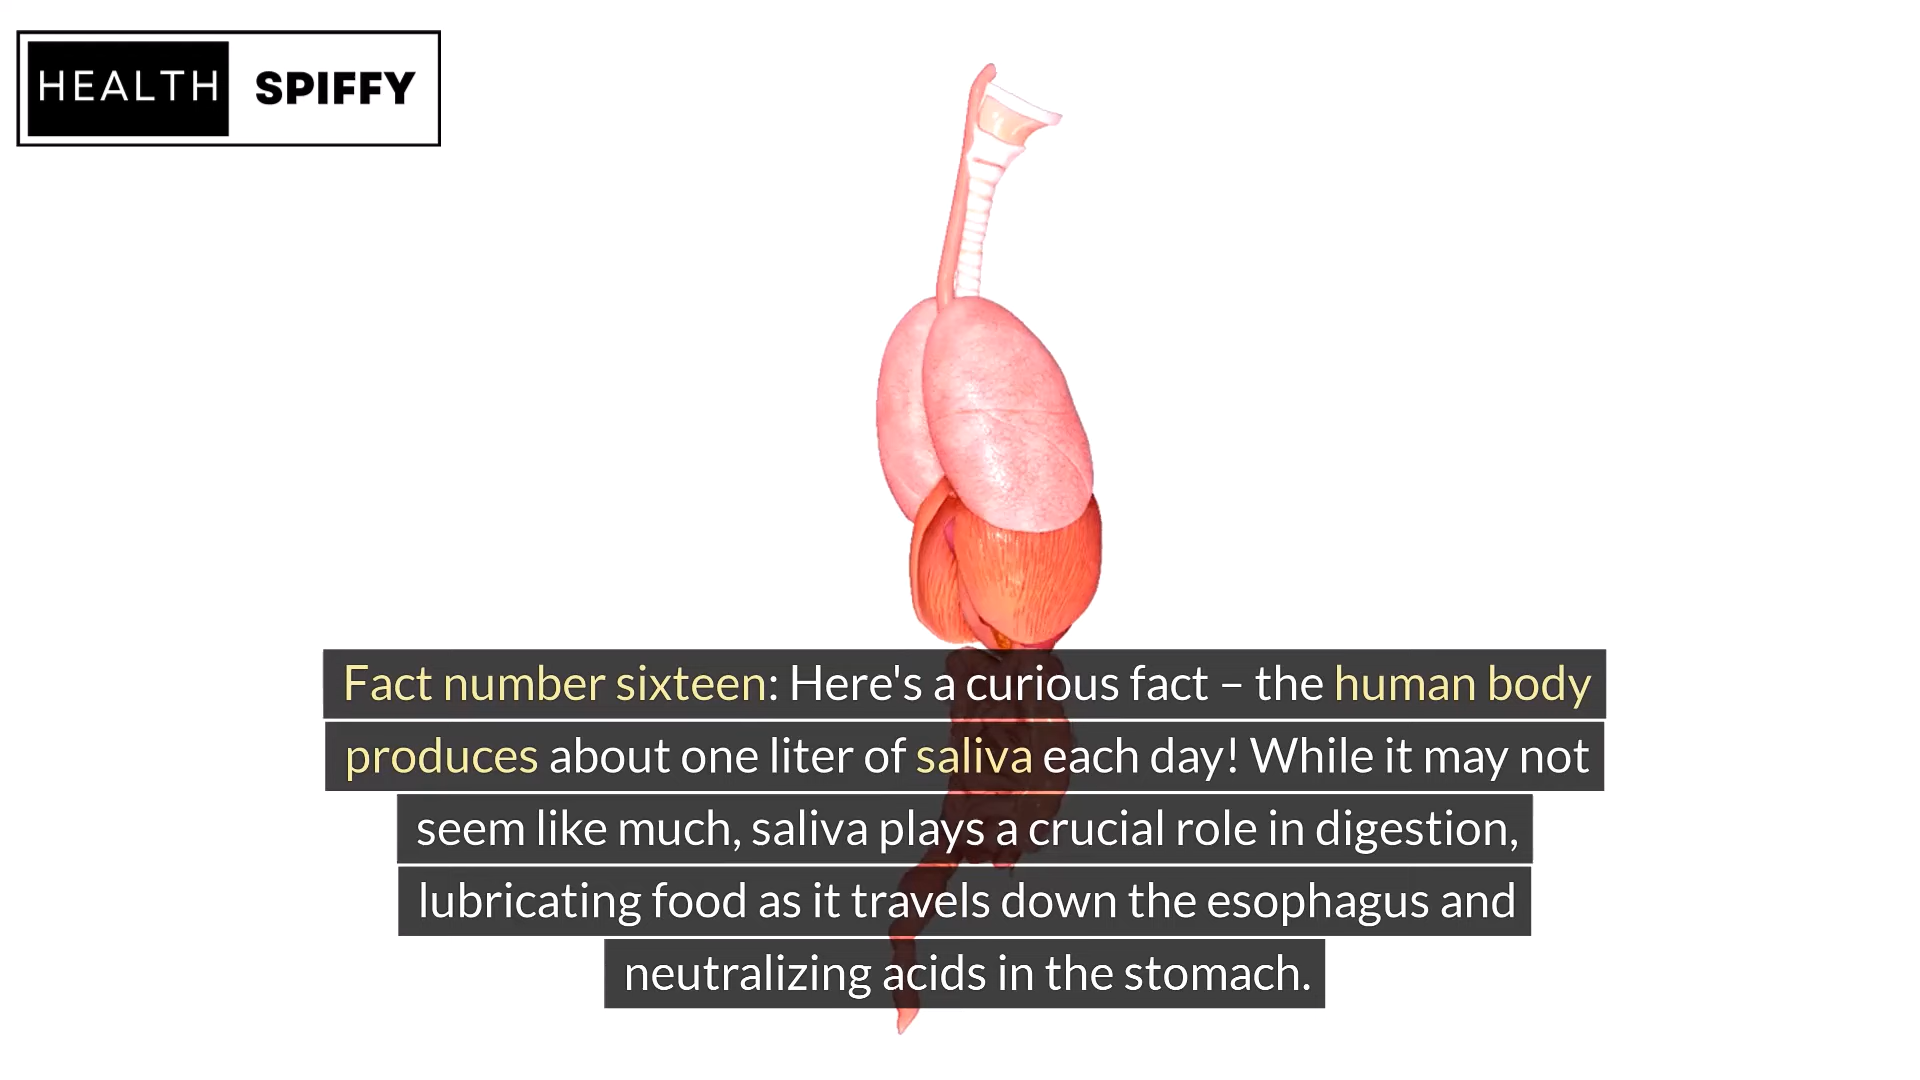 HEALTH SPIFFY
Fact number sixteen: Here's a curious fact – the human body
produces about one liter of saliva each day! While it may not
seem like much, saliva plays a crucial role in digestion,
lubricating food as it travels down the esophagus and
neutralizing acids in the stomach.